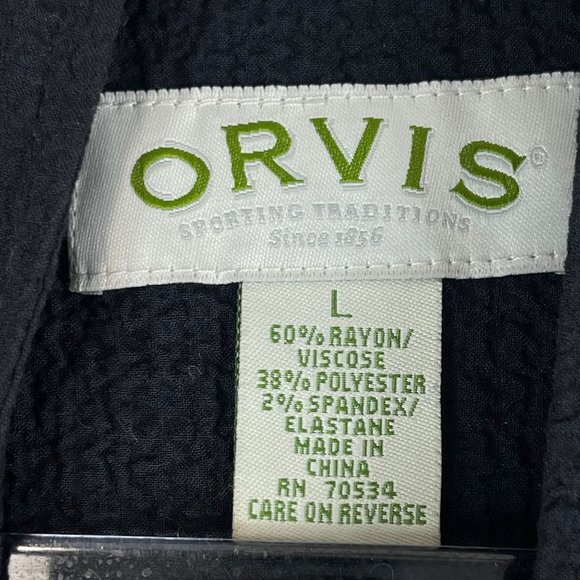 ORVIS®
SPORTING TRADITIONS
Since 1856
L
60% RAYON/
VISCOSE
38% POLYESTER
2% SPANDEX/
ELASTANE
MADE IN
CHINA
RN 70534
CARE ON REVERSE